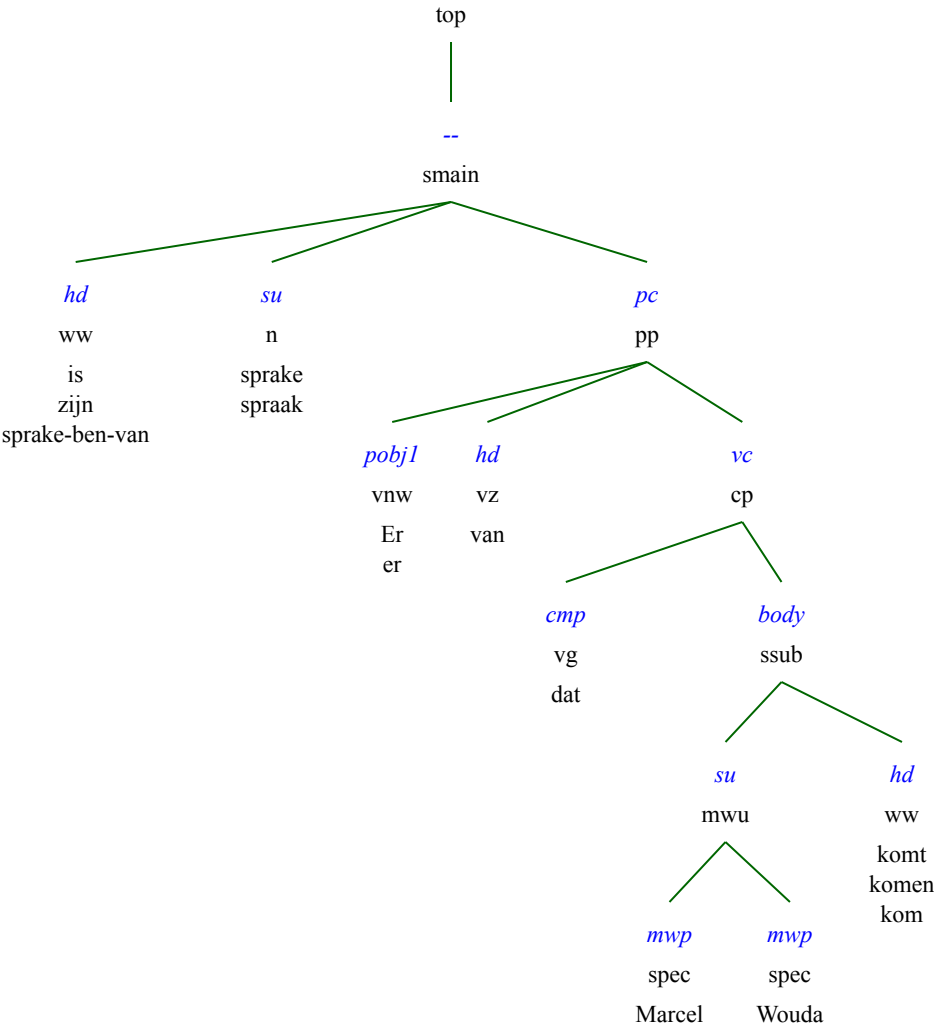 top
--
smain
hd su pc
ww n pp
is sprake
zijn spraak
sprake-ben-van
pobj1 hd vc
vnw vz cp
Er van
er
cmp body
vg ssub
dat
su hd
mwu ww
komt
komen
kom
mwp mwp
spec spec
Marcel Wouda